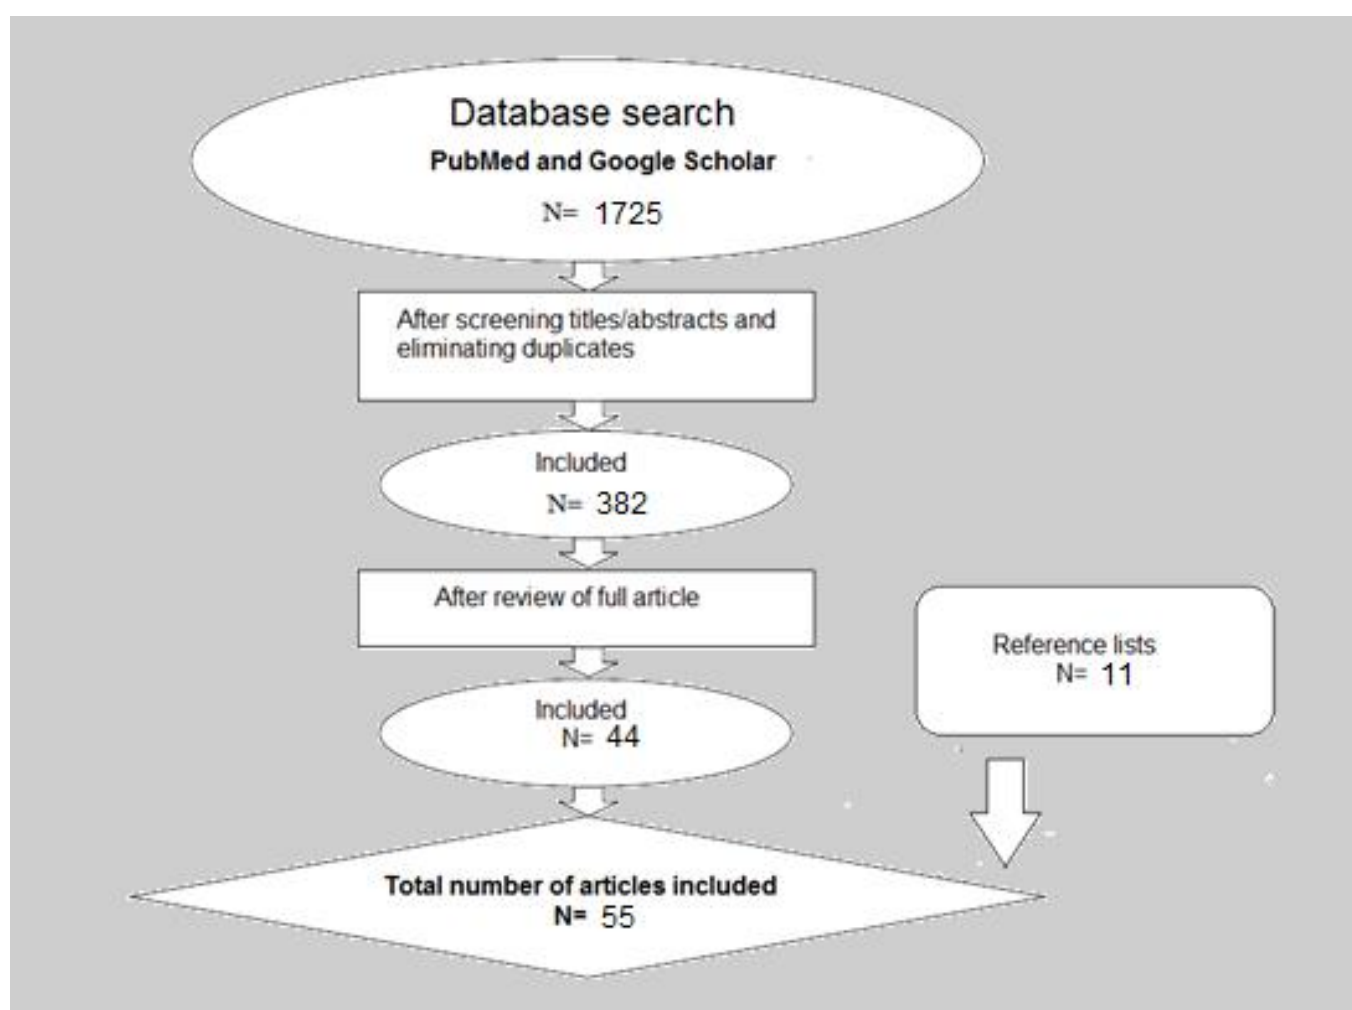 Database search
PubMed and Google Scholar
N= 1725
After screening titles/abstracts and
eliminating duplicates
Included
N= 382
After review of full article
Included
N= 44
Reference lists
N= 11
Total number of articles included
N= 55